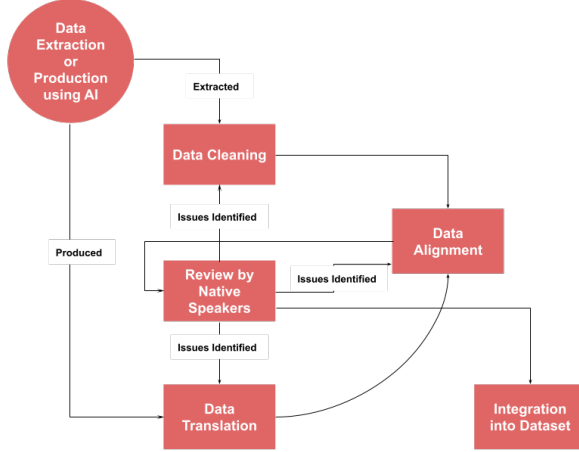 Data
Extraction
or
Production
using AI
Extracted
Data Cleaning
Issues Identified
Data
Alignment
Produced
Review by
Native
Speakers
Issues Identified
Issues Identified
Data
Translation
Integration
into Dataset